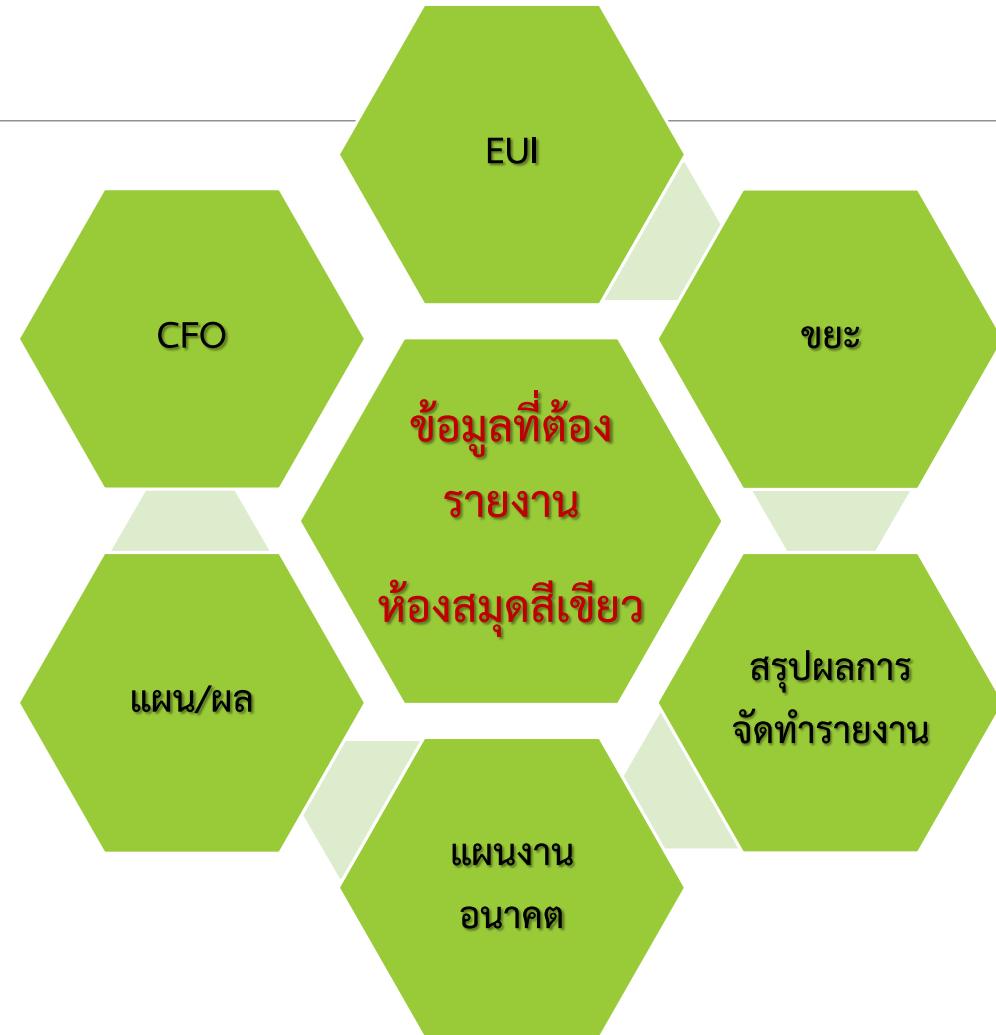 EUI
CFO
ขยะ
ข้อมูลที่ต้อง
รายงาน
ห้องสมุดสีเขียว
แผน/ผล
สรุปผลการ
จัดทำรายงาน
แผนงาน
อนาคต